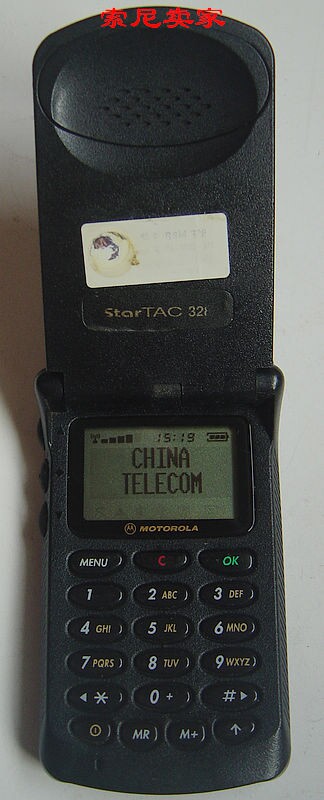 索尼卖家
StarTAC 328
15:19
CHINA
TELECOM
MOTOROLA
MENU C OK
1 2 ABC 3 DEF
4 GHI 5 JKL 6 MNO
7 PQRS 8 TUV 9 WXYZ
* 0 + #
MR M+